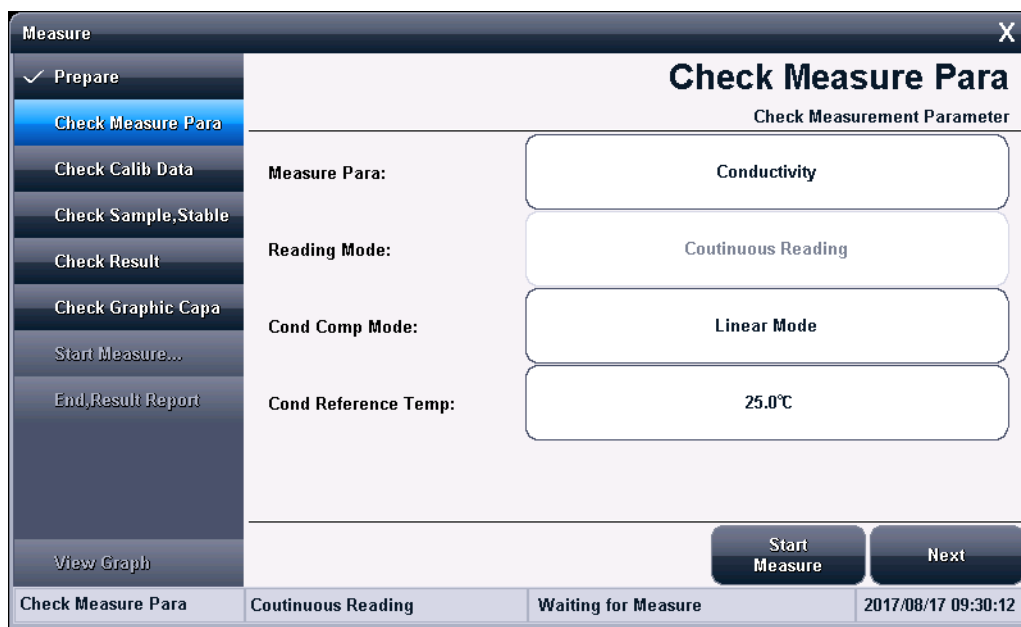 Measure
X
Prepare
Check Measure Para
Check Calib Data
Check Sample,Stable
Check Result
Check Graphic Capa
Start Measure...
End,Result Report
View Graph
Check Measure Para
Check Measurement Parameter
Measure Para:
Conductivity
Reading Mode:
Coutinuous Reading
Cond Comp Mode:
Linear Mode
Cond Reference Temp:
25.0℃
Start
Measure
Next
Check Measure Para
Coutinuous Reading
Waiting for Measure
2017/08/17 09:30:12